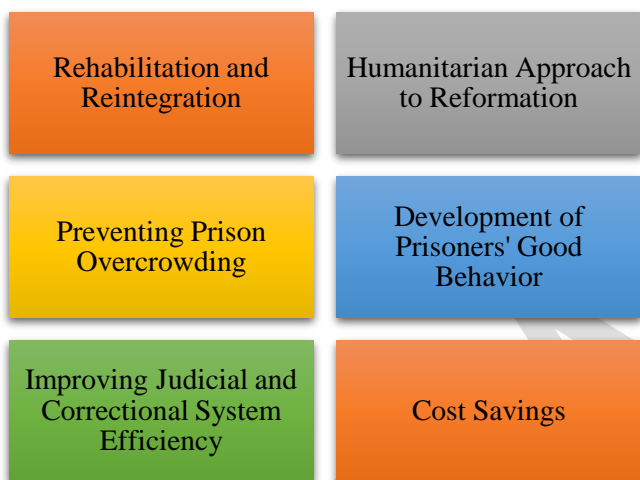 Rehabilitation and
Reintegration
Humanitarian Approach
to Reformation
Preventing Prison
Overcrowding
Development of
Prisoners' Good
Behavior
Improving Judicial and
Correctional System
Efficiency
Cost Savings